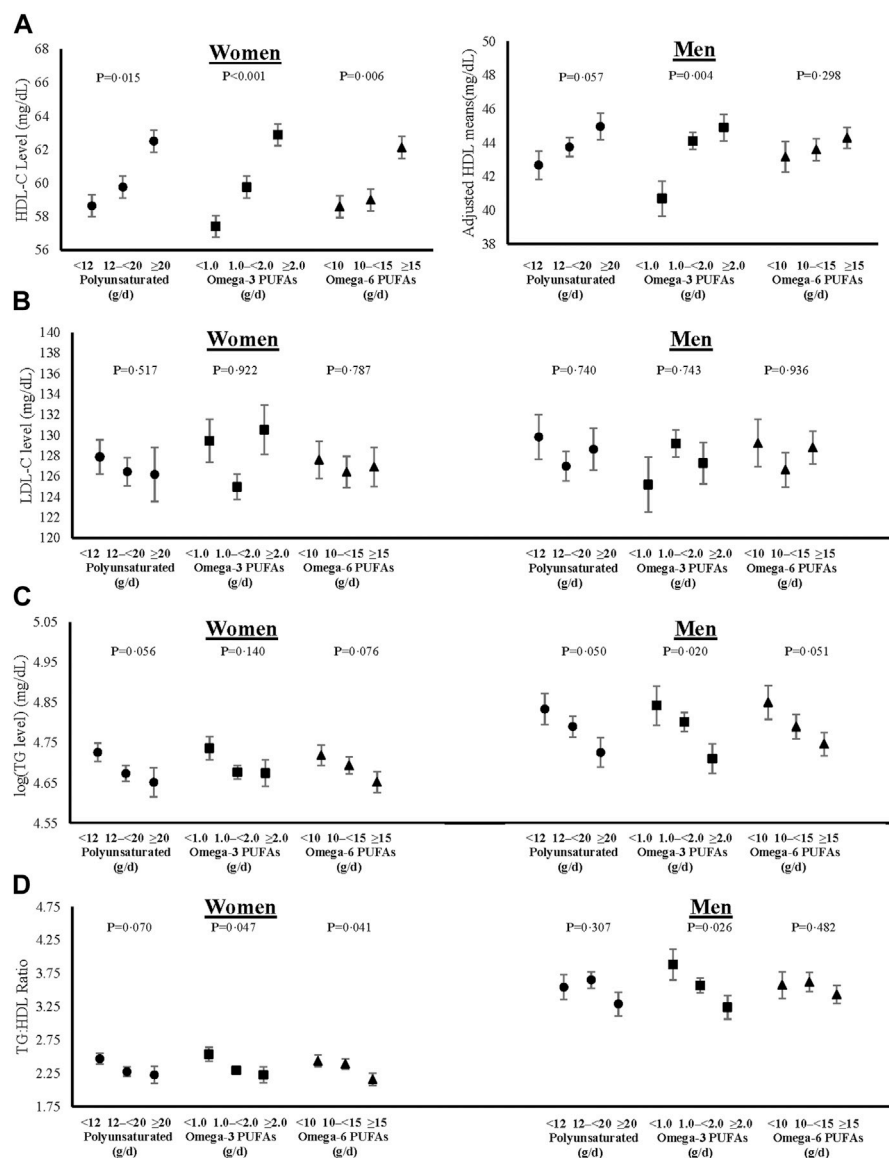 A
Women
Men
HDL-C Level (mg/dL)
68
66
64
62
60
58
56
P=0·015
P<0.001
P=0·006
<12 12–<20 ≥20
Polyunsaturated
(g/d)
<1.0 1.0–<2.0 ≥2.0
Omega-3 PUFAs
(g/d)
<10 10–<15 ≥15
Omega-6 PUFAs
(g/d)
Adjusted HDL means(mg/dL)
50
48
46
44
42
40
38
P=0·057
P=0·004
P=0·298
<12 12–<20 ≥20
Polyunsaturated
(g/d)
<1.0 1.0–<2.0 ≥2.0
Omega-3 PUFAs
(g/d)
<10 10–<15 ≥15
Omega-6 PUFAs
(g/d)
B
Women
Men
LDL-C level (mg/dL)
140
138
136
134
132
130
128
126
124
122
120
P=0·517
P=0·922
P=0·787
P=0·740
P=0·743
P=0·936
<12 12–<20 ≥20
Polyunsaturated
(g/d)
<1.0 1.0–<2.0 ≥2.0
Omega-3 PUFAs
(g/d)
<10 10–<15 ≥15
Omega-6 PUFAs
(g/d)
<12 12–<20 ≥20
Polyunsaturated
(g/d)
<1.0 1.0–<2.0 ≥2.0
Omega-3 PUFAs
(g/d)
<10 10–<15 ≥15
Omega-6 PUFAs
(g/d)
C
Women
Men
log(TG level) (mg/dL)
5.05
4.95
4.85
4.75
4.65
4.55
P=0·056
P=0·140
P=0·076
P=0·050
P=0·020
P=0·051
<12 12–<20 ≥20
Polyunsaturated
(g/d)
<1.0 1.0–<2.0 ≥2.0
Omega-3 PUFAs
(g/d)
<10 10–<15 ≥15
Omega-6 PUFAs
(g/d)
<12 12–<20 ≥20
Polyunsaturated
(g/d)
<1.0 1.0–<2.0 ≥2.0
Omega-3 PUFAs
(g/d)
<10 10–<15 ≥15
Omega-6 PUFAs
(g/d)
D
Women
Men
TG:HDL Ratio
4.75
4.25
3.75
3.25
2.75
2.25
1.75
P=0·070
P=0·047
P=0·041
P=0·307
P=0·026
P=0·482
<12 12–<20 ≥20
Polyunsaturated
(g/d)
<1.0 1.0–<2.0 ≥2.0
Omega-3 PUFAs
(g/d)
<10 10–<15 ≥15
Omega-6 PUFAs
(g/d)
<12 12–<20 ≥20
Polyunsaturated
(g/d)
<1.0 1.0–<2.0 ≥2.0
Omega-3 PUFAs
(g/d)
<10 10–<15 ≥15
Omega-6 PUFAs
(g/d)